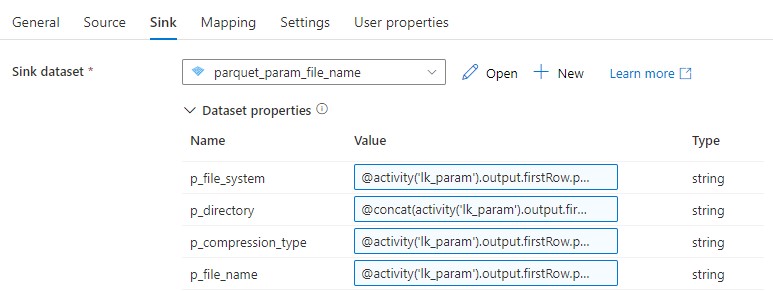 General Source Sink Mapping Settings User properties
Sink dataset * parquet_param_file_name Open New Learn more
Dataset properties
Name Value Type
p_file_system @activity('lk_param').output.firstRow.p... string
p_directory @concat(activity('lk_param').output.fir... string
p_compression_type @activity('lk_param').output.firstRow.p... string
p_file_name @activity('lk_param').output.firstRow.p... string